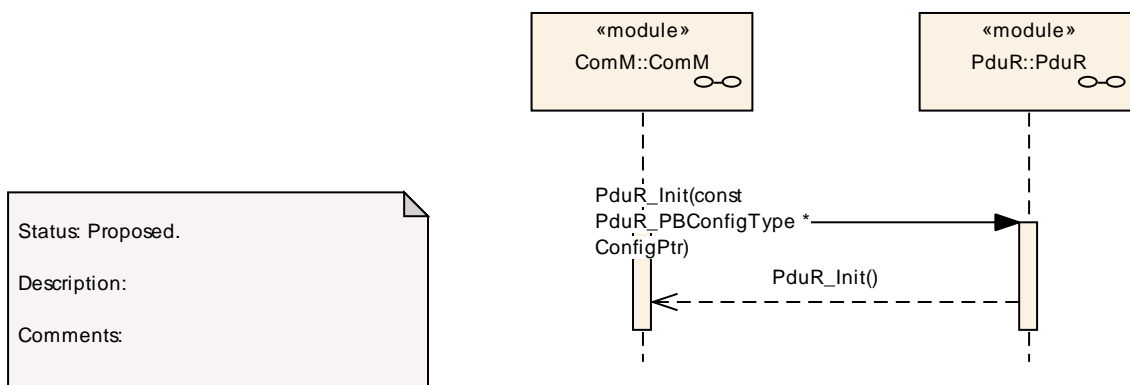 «module»
ComM::ComM
«module»
PduR::PduR
PduR_Init(const
PduR_PBConfigType *
ConfigPtr)
PduR_Init()
Status: Proposed.
Description:
Comments: